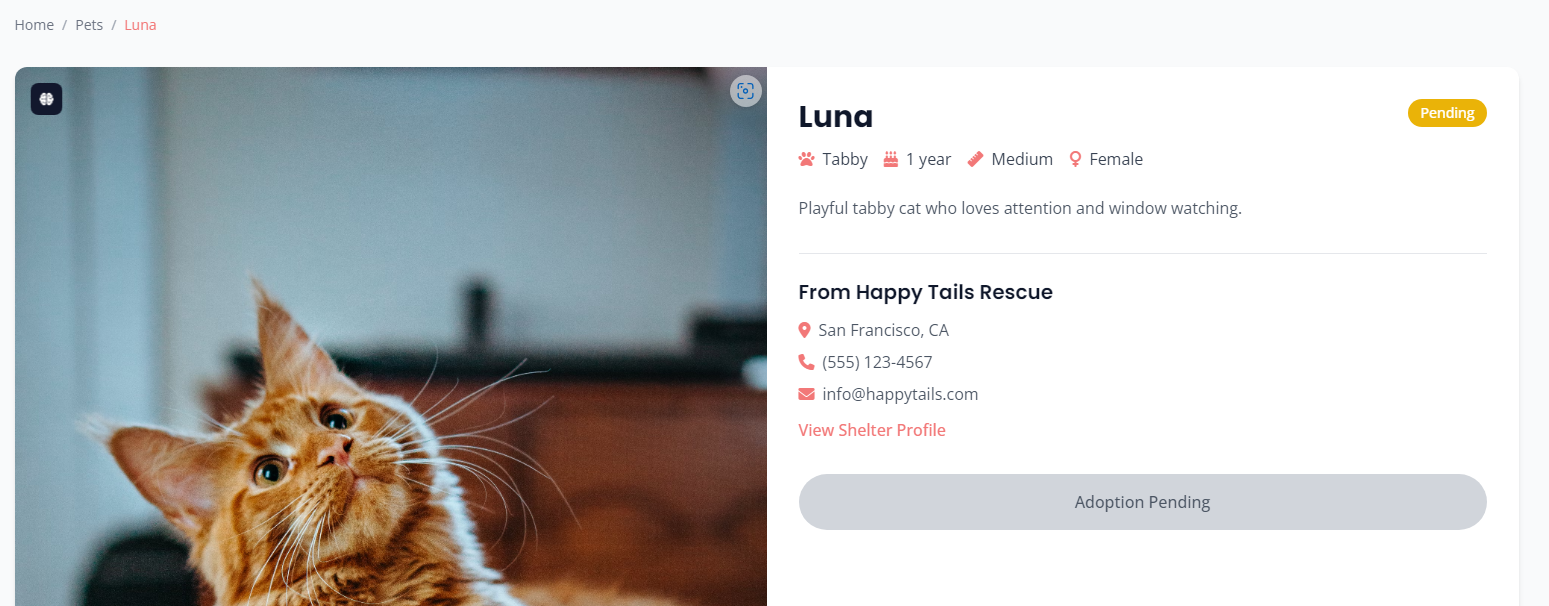 Home / Pets / Luna
Luna
Pending
Tabby 1 year Medium Female
Playful tabby cat who loves attention and window watching.
From Happy Tails Rescue
San Francisco, CA
(555) 123-4567
info@happytails.com
View Shelter Profile
Adoption Pending